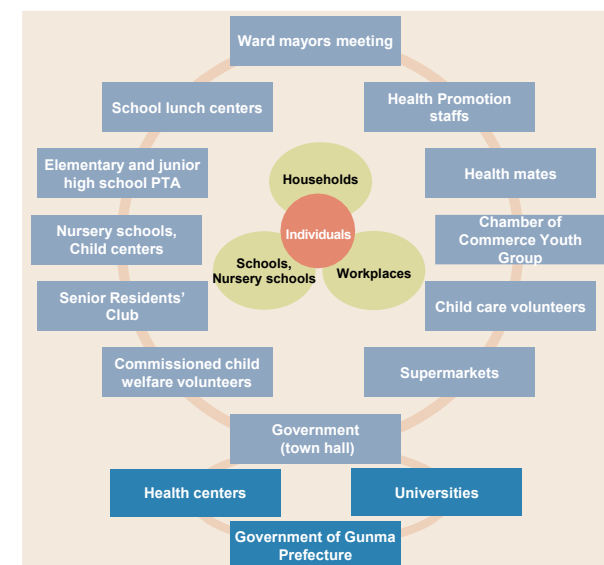 Ward mayors meeting
School lunch centers
Health Promotion
staffs
Elementary and junior
high school PTA
Households
Health mates
Individuals
Nursery schools,
Child centers
Chamber of
Commerce Youth
Group
Schools,
Nursery schools
Workplaces
Senior Residents’
Club
Child care volunteers
Commissioned child
welfare volunteers
Supermarkets
Government
(town hall)
Health centers
Universities
Government of Gunma
Prefecture